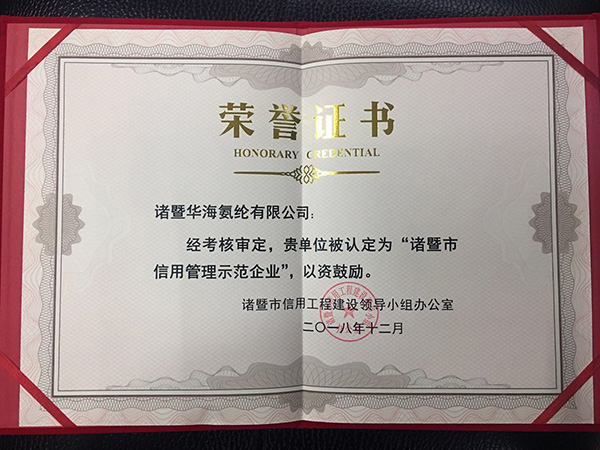 荣誉证书
HONORARY CREDENTIAL
诸暨华海氨纶有限公司：
经考核审定，贵单位被认定为“诸暨市
信用管理示范企业”，以资鼓励。
诸暨市信用工程建设领导小组办公室
二〇一八年十二月